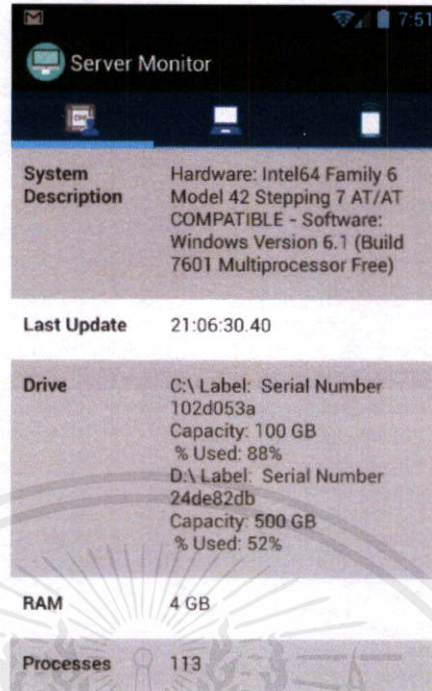 7:51
Server Monitor
CPU
System Description
Hardware: Intel64 Family 6
Model 42 Stepping 7 AT/AT
COMPATIBLE - Software:
Windows Version 6.1 (Build
7601 Multiprocessor Free)
Last Update
21:06:30.40
Drive
C:\ Label:  Serial Number
102d053a
Capacity: 100 GB
% Used: 88%
D:\ Label:  Serial Number
24de82db
Capacity: 500 GB
% Used: 52%
RAM
4 GB
Processes
113